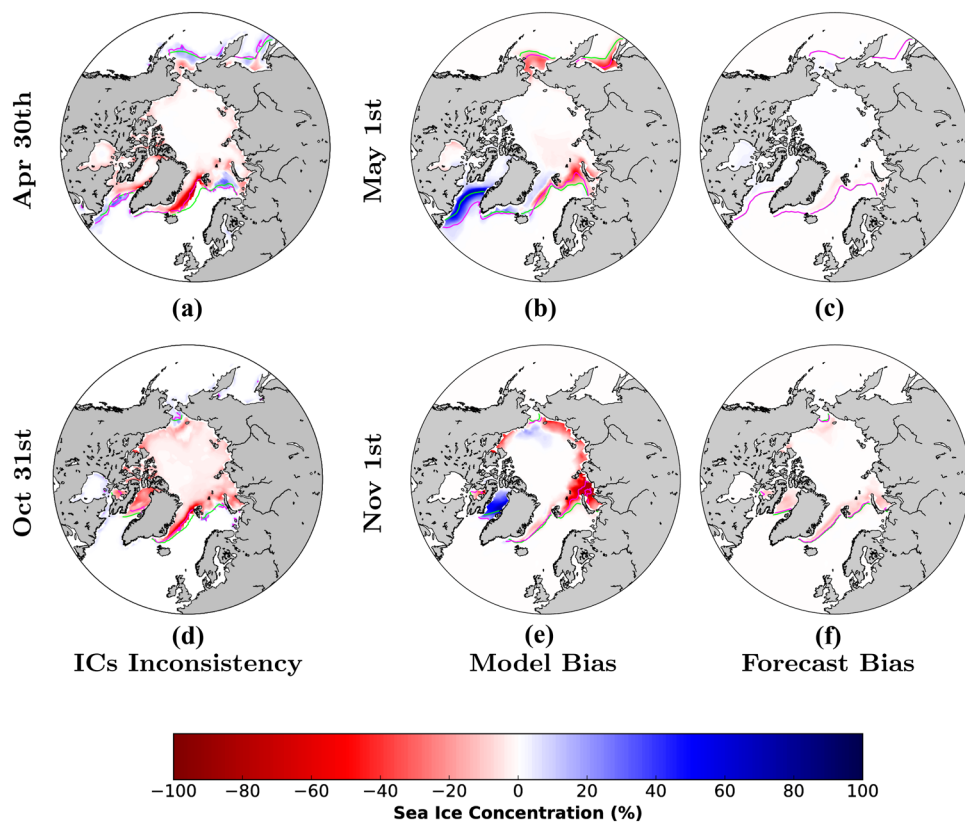 Apr 30th
May 1st
(a)
(b)
(c)
Oct 31st
Nov 1st
(d)
(e)
(f)
ICs Inconsistency
Model Bias
Forecast Bias
−100 −80 −60 −40 −20 0 20 40 60 80 100
Sea Ice Concentration (%)